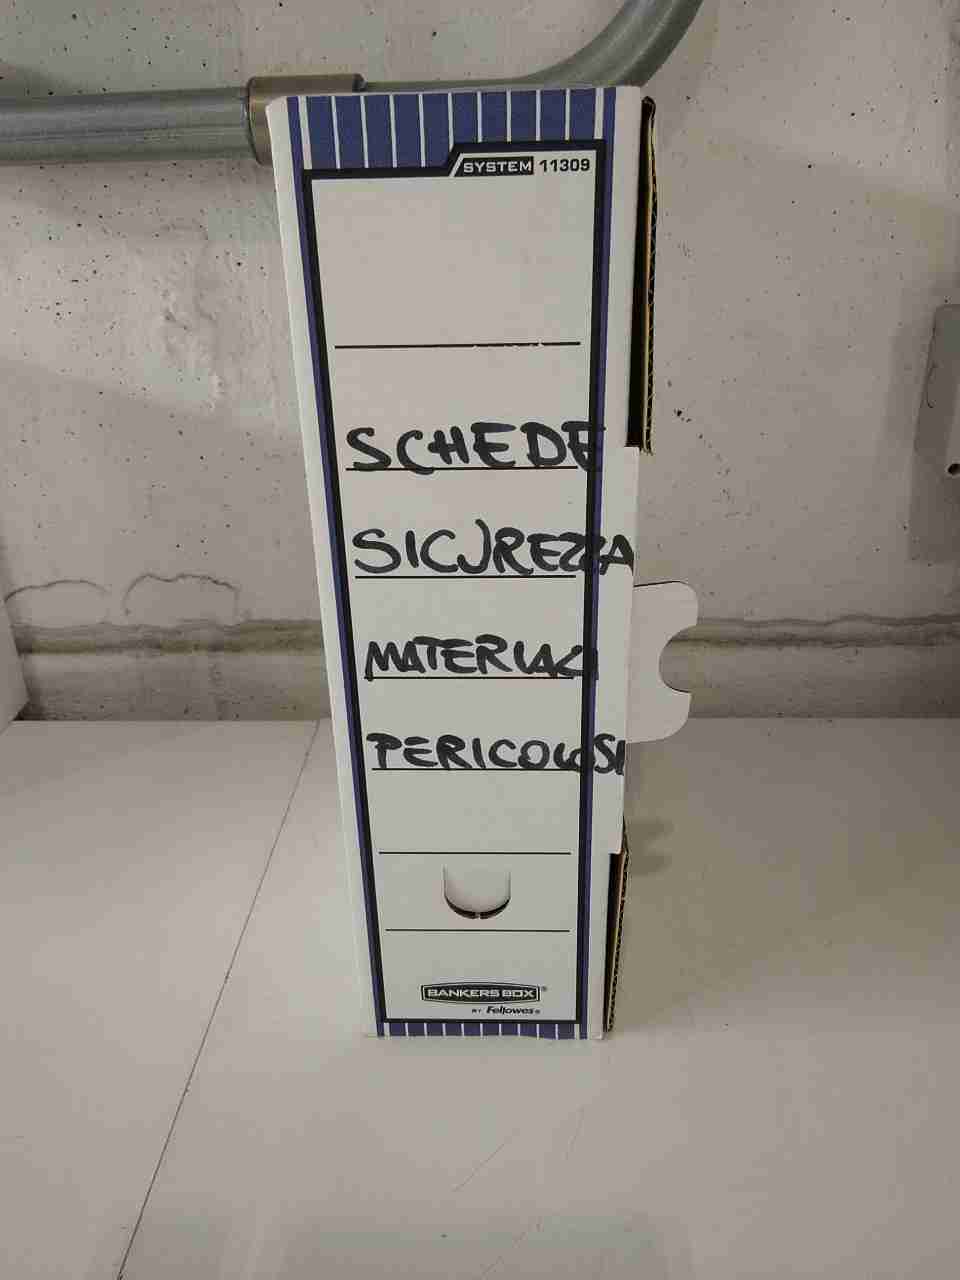 SYSTEM 11309
SCHEDE
SICUREZZA
MATERIALI
PERICOLOSI
BANKERS BOX®
BY Fellowes®